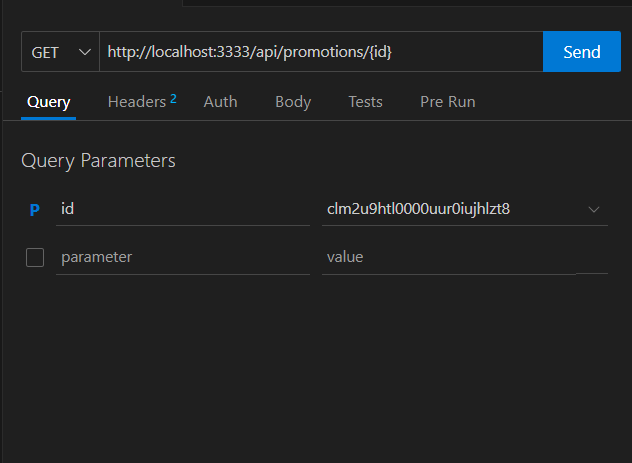 GET http://localhost:3333/api/promotions/{id} Send
Query Headers 2 Auth Body Tests Pre Run
Query Parameters
P id clm2u9htl0000uur0iujhlzt8
parameter value